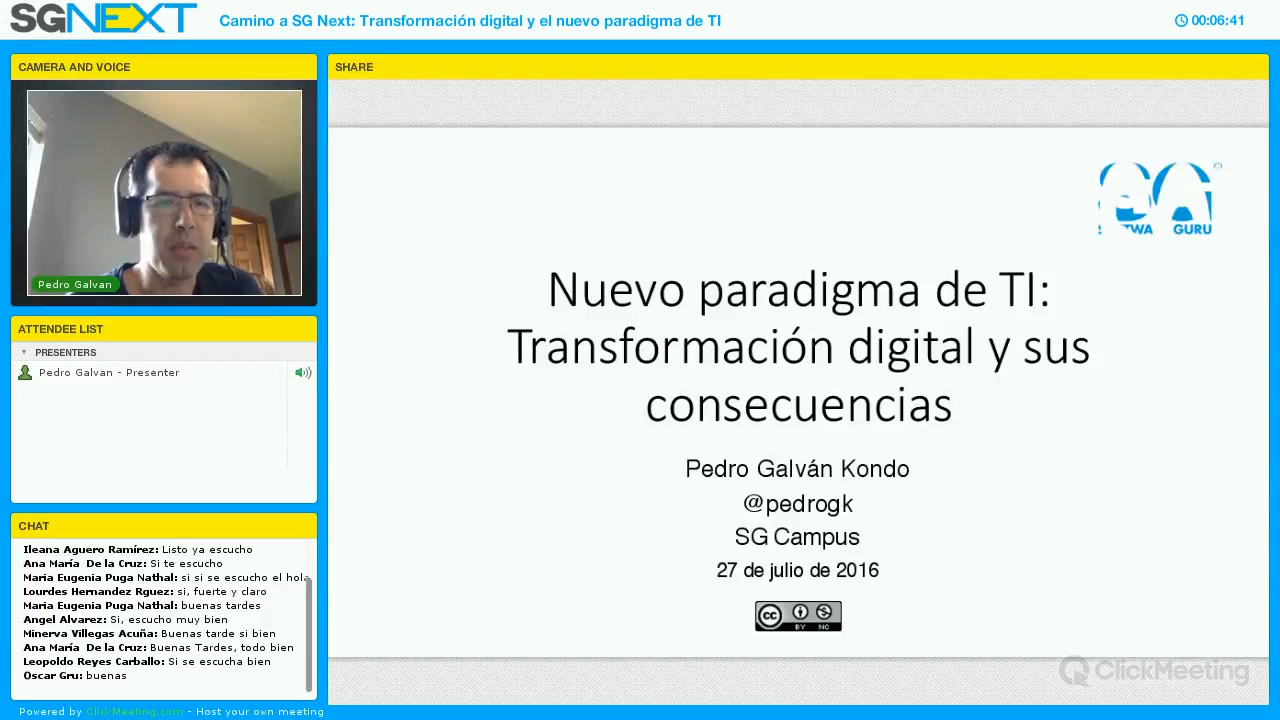 SGNEXT
Camino a SG Next: Transformación digital y el nuevo paradigma de TI
00:06:41
CAMERA AND VOICE
Pedro Galvan
ATTENDEE LIST
PRESENTERS
Pedro Galvan - Presenter
CHAT
Ileana Aguero Ramírez: Listo ya escucho
Ana María De la Cruz: Si te escucho
Maria Eugenia Puga Nathal: si si se escucho el hola
Lourdes Hernandez Rguez: si, fuerte y claro
Maria Eugenia Puga Nathal: buenas tardes
Angel Alvarez: Si, escucho muy bien
Minerva Villegas Acuña: Buenas tarde si bien
Ana María De la Cruz: Buenas Tardes, todo bien
Leopoldo Reyes Carballo: Si se escucha bien
Oscar Gru: buenas
Powered by ClickMeeting.com - Host your own meeting
SHARE
GURU
Nuevo paradigma de TI:
Transformación digital y sus
consecuencias
Pedro Galván Kondo
@pedrogk
SG Campus
27 de julio de 2016
cc BY NC
ClickMeeting